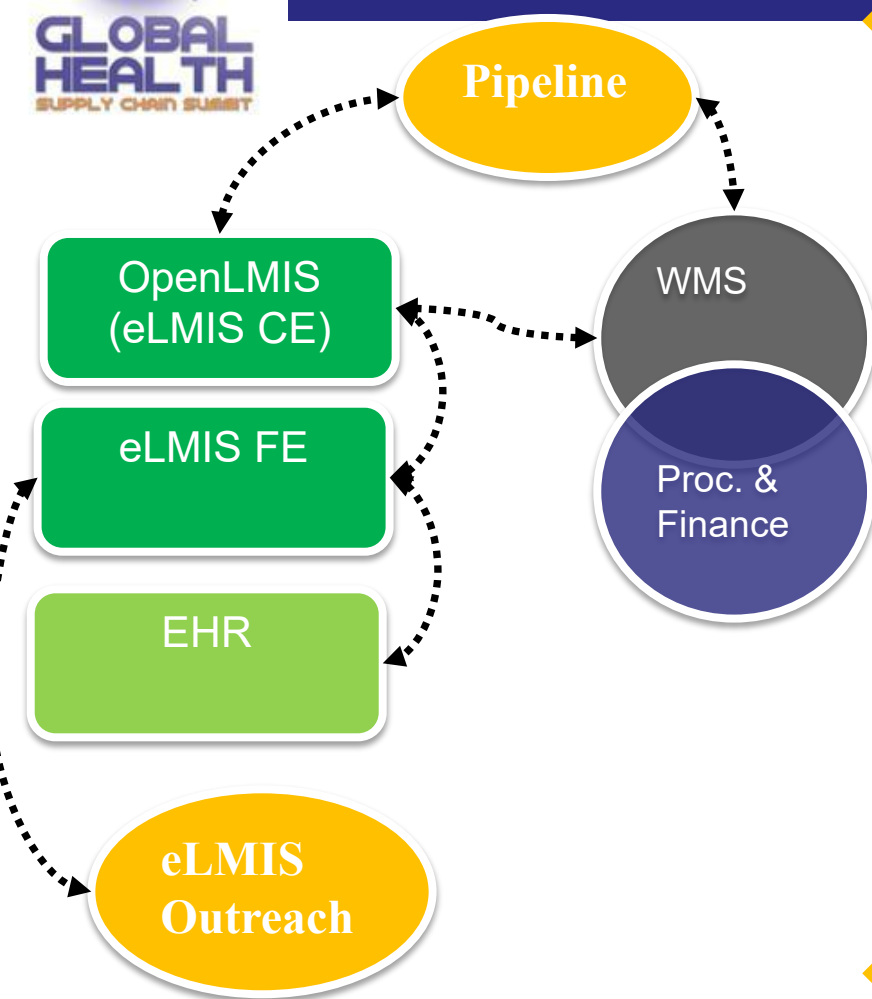 GLOBAL
HEALTH
SUPPLY CHAIN SUMMIT
Pipeline
OpenLMIS
(eLMIS CE)
WMS
eLMIS FE
Proc. &
Finance
EHR
eLMIS
Outreach